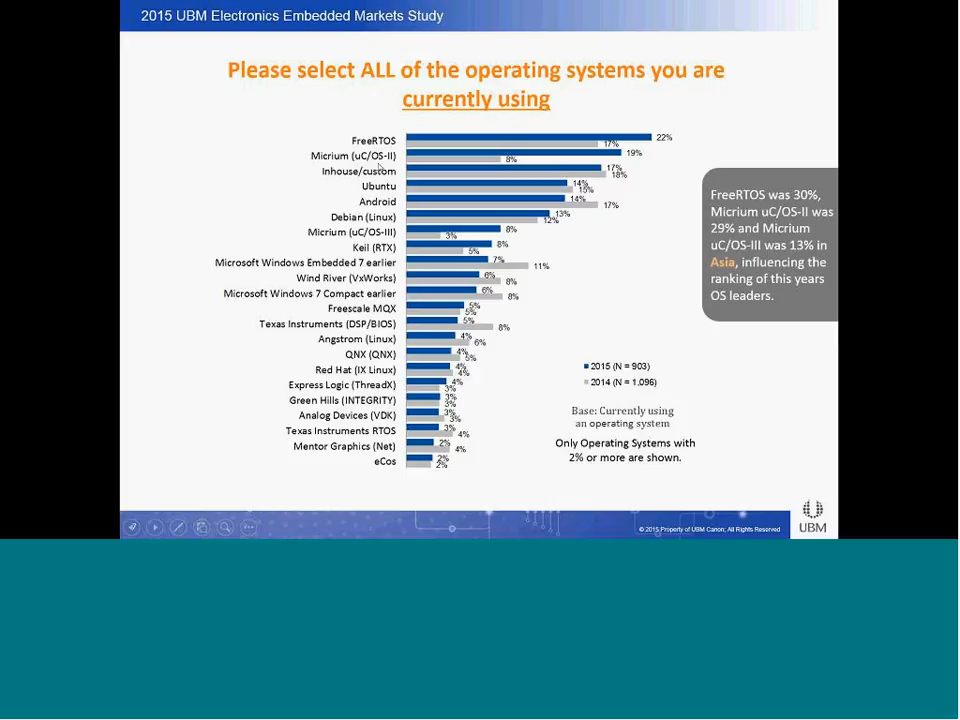 2015 UBM Electronics Embedded Markets Study
Please select ALL of the operating systems you are
currently using
FreeRTOS 22% 17%
Micrium (uC/OS-II) 19% 8%
Inhouse/custom 17% 18%
Ubuntu 14% 15%
Android 14% 17%
Debian (Linux) 13% 12%
Micrium (uC/OS-III) 8% 3%
Keil (RTX) 8% 5%
Microsoft Windows Embedded 7 earlier 7% 11%
Wind River (VxWorks) 6% 8%
Microsoft Windows 7 Compact earlier 6% 8%
Freescale MQX 5% 5%
Texas Instruments (DSP/BIOS) 5% 8%
Angstrom (Linux) 4% 6%
QNX (QNX) 4% 5%
Red Hat (IX Linux) 4% 4%
Express Logic (ThreadX) 4% 3%
Green Hills (INTEGRITY) 3% 3%
Analog Devices (VDK) 3% 3%
Texas Instruments RTOS 3% 4%
Mentor Graphics (Net) 2% 4%
eCos 2% 2%
FreeRTOS was 30%,
Micrium uC/OS-II was
29% and Micrium
uC/OS-III was 13% in
Asia, influencing the
ranking of this years
OS leaders.
2015 (N = 903)
2014 (N = 1,096)
Base: Currently using
an operating system
Only Operating Systems with
2% or more are shown.
© 2015 Property of UBM Canon; All Rights Reserved
UBM